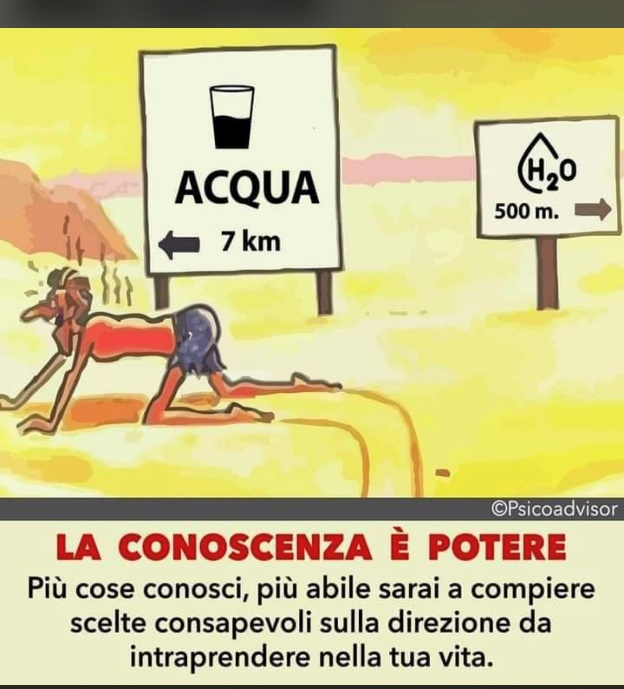 ACQUA
7 km
H₂O
500 m.
©Psicoadvisor
LA CONOSCENZA È POTERE
Più cose conosci, più abile sarai a compiere
scelte consapevoli sulla direzione da
intraprendere nella tua vita.